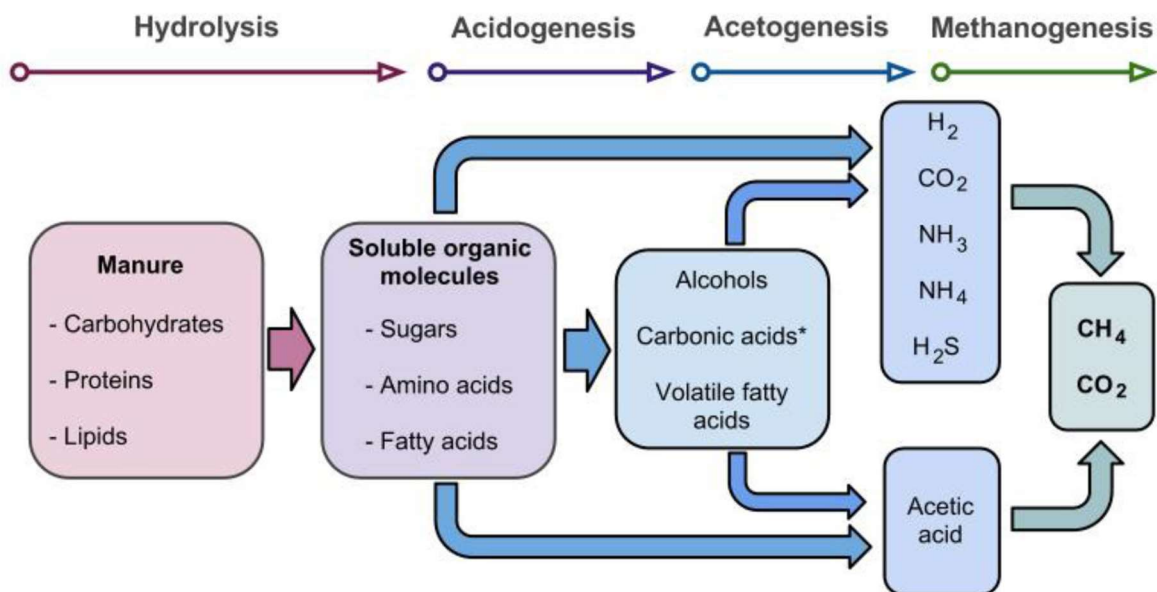 Hydrolysis
Acidogenesis
Acetogenesis
Methanogenesis
Manure
- Carbohydrates
- Proteins
- Lipids
Soluble organic
molecules
- Sugars
- Amino acids
- Fatty acids
Alcohols
Carbonic acids*
Volatile fatty
acids
H₂
CO₂
NH₃
NH₄
H₂S
Acetic
acid
CH₄
CO₂